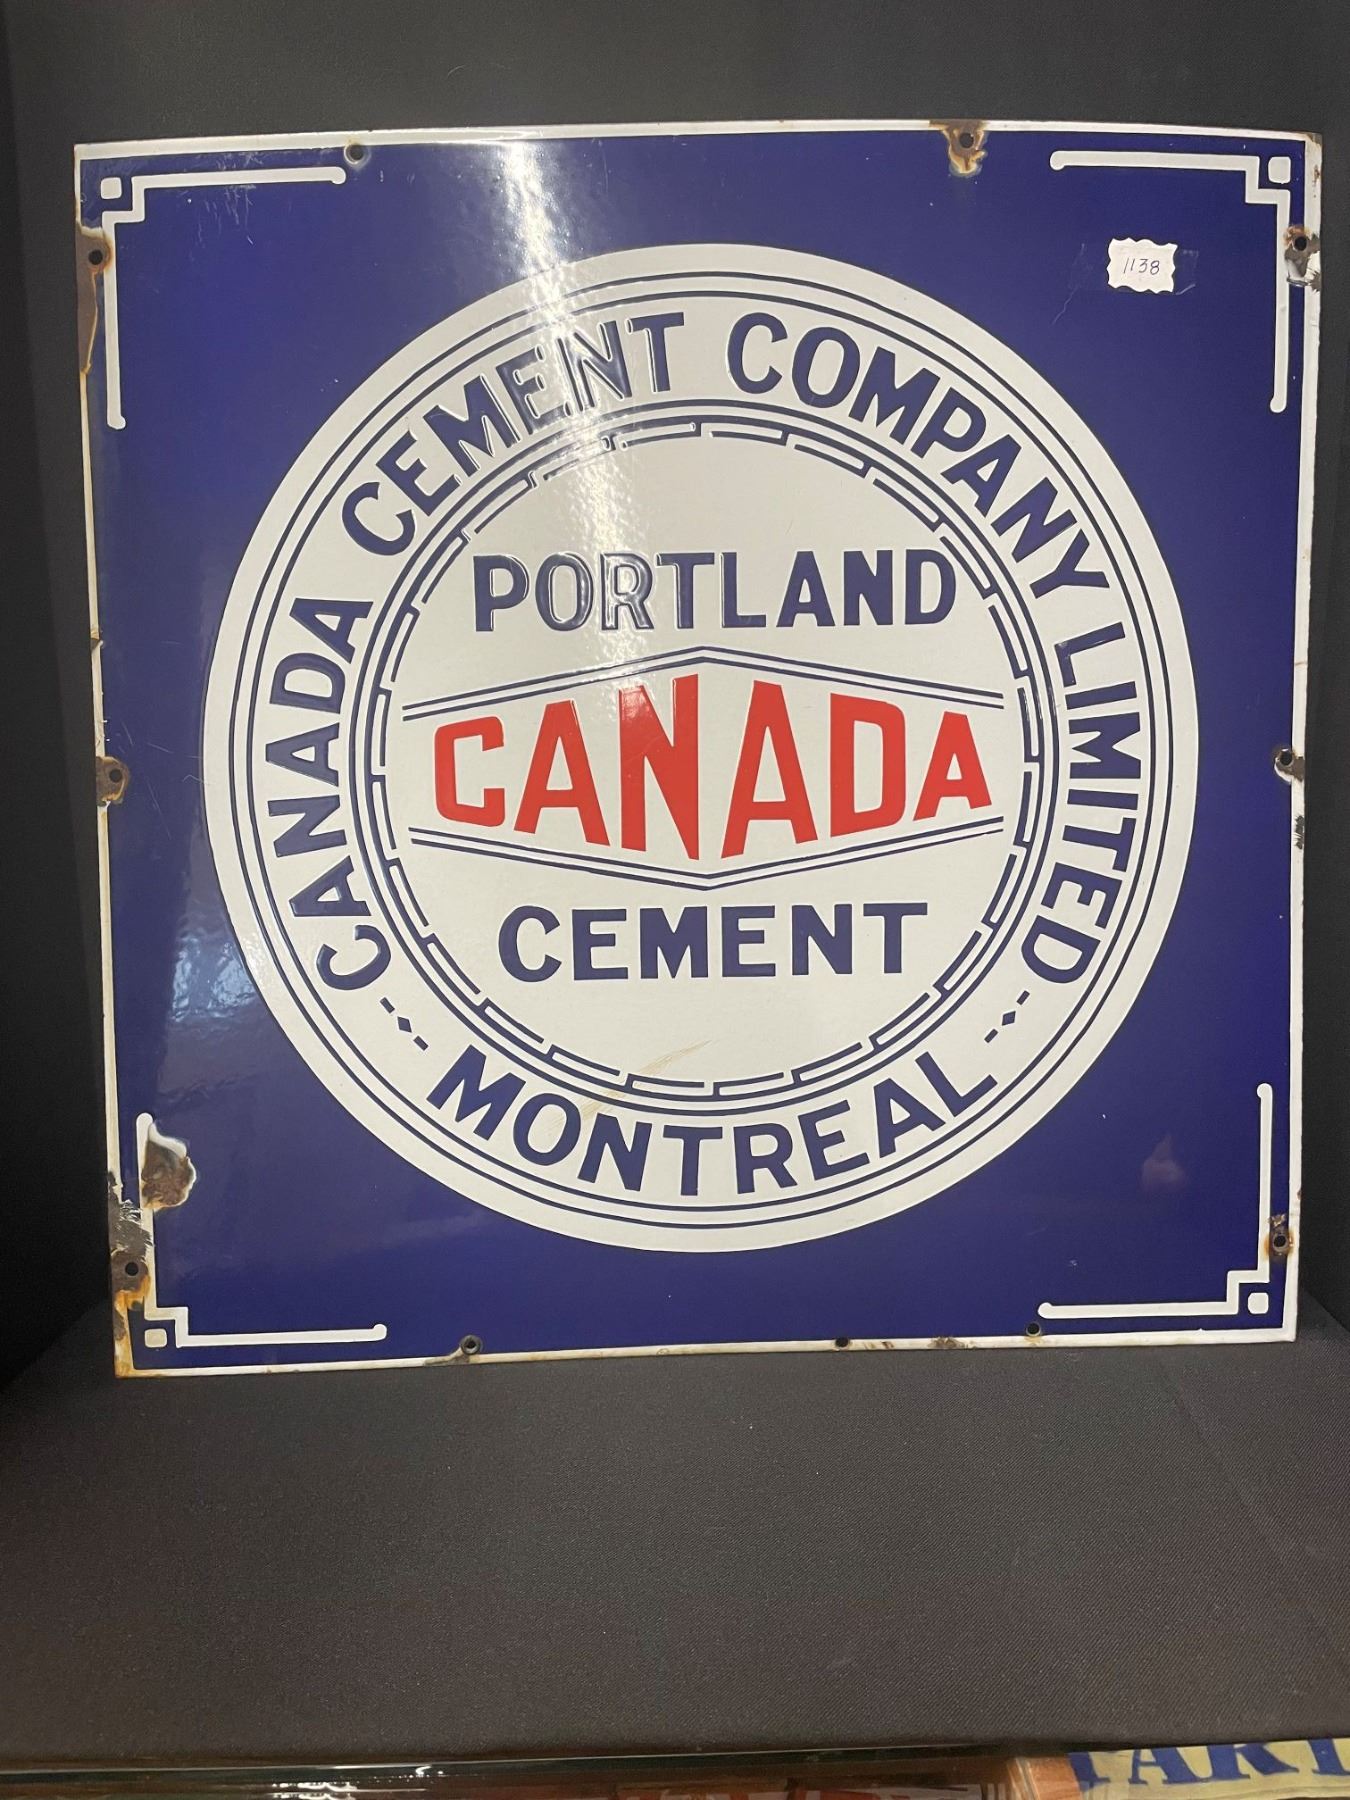 1138
CANADA CEMENT COMPANY LIMITED
PORTLAND
CANADA
CEMENT
MONTREAL